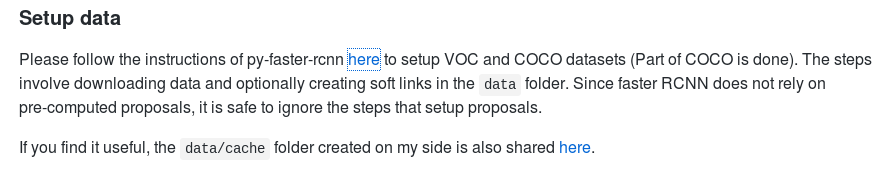 Setup data
Please follow the instructions of py-faster-rcnn here to setup VOC and COCO datasets (Part of COCO is done). The steps
involve downloading data and optionally creating soft links in the data folder. Since faster RCNN does not rely on
pre-computed proposals, it is safe to ignore the steps that setup proposals.
If you find it useful, the data/cache folder created on my side is also shared here.